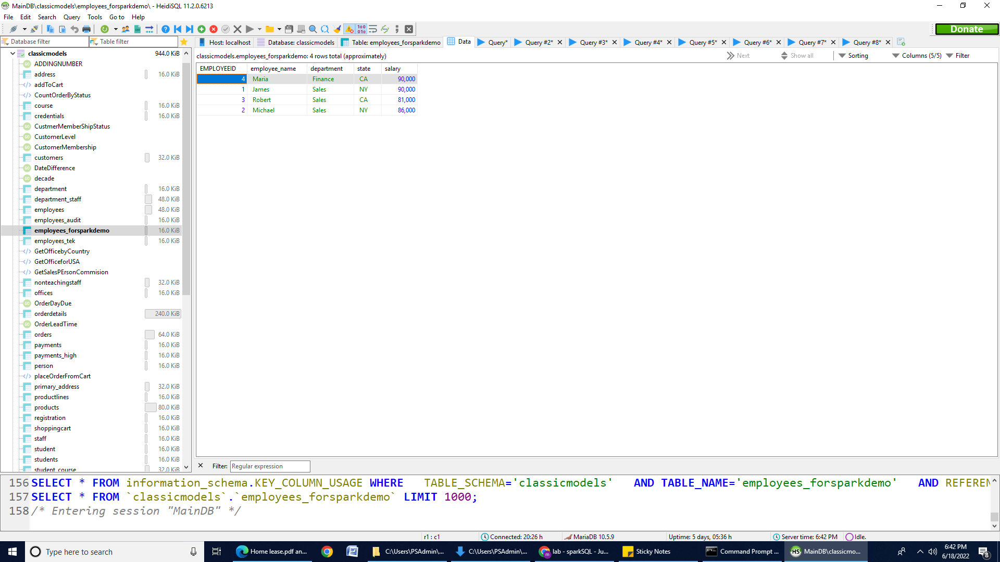 MainDB\classicmodels\employees_forsparkdemo\ - HeidiSQL 11.2.0.6213
File Edit Search Query Tools Go to Help
Donate
Database filter Table filter
Host: localhost Database: classicmodels Table: employees_forsparkdemo Data Query* Query #2* Query #3* Query #4* Query #5* Query #6* Query #7* Query #8*
classicmodels.employees_forsparkdemo: 4 rows total (approximately) Next Show all Sorting Columns (5/5) Filter
EMPLOYEEID employee_name department state salary
4 Maria Finance CA 90,000
1 James Sales NY 90,000
3 Robert Sales CA 81,000
2 Michael Sales NY 86,000
classicmodels 944.0 KiB
ADDINGNUMBER
address 16.0 KiB
addToCart
CountOrderByStatus
course 16.0 KiB
credentials 16.0 KiB
CustmerMemberShipStatus
CustomerLevel
CustomerMembership
customers 32.0 KiB
DateDifference
decade
department 16.0 KiB
department_staff 48.0 KiB
employees 48.0 KiB
employees_audit 16.0 KiB
employees_forsparkdemo 16.0 KiB
employees_tek 16.0 KiB
GetOfficebyCountry
GetOfficeforUSA
GetSalesPErsonCommision
nonteachingstaff 32.0 KiB
offices 16.0 KiB
OrderDayDue
orderdetails 240.0 KiB
OrderLeadTime
orders 64.0 KiB
payments 16.0 KiB
payments_high 16.0 KiB
person 16.0 KiB
placeOrderFromCart
primary_address 32.0 KiB
productlines 16.0 KiB
products 80.0 KiB
registration 16.0 KiB
shoppingcart 16.0 KiB
staff 16.0 KiB
student 16.0 KiB
students 16.0 KiB
student_course 32.0 KiB
Filter: Regular expression
156 SELECT * FROM information_schema.KEY_COLUMN_USAGE WHERE TABLE_SCHEMA='classicmodels' AND TABLE_NAME='employees_forsparkdemo' AND REFEREN
157 SELECT * FROM `classicmodels`.`employees_forsparkdemo` LIMIT 1000;
158 /* Entering session "MainDB" */
r1 : c1 Connected: 20:26 h MariaDB 10.5.9 Uptime: 5 days, 05:36 h Server time: 6:42 PM Idle.
Type here to search Home lease.pdf an... C:\Users\PSAdmin\... C:\Users\PSAdmin\... lab - sparkSQL - Ju... Sticky Notes Command Prompt ... MainDB\classicmo... 6:42 PM
6/18/2022 8